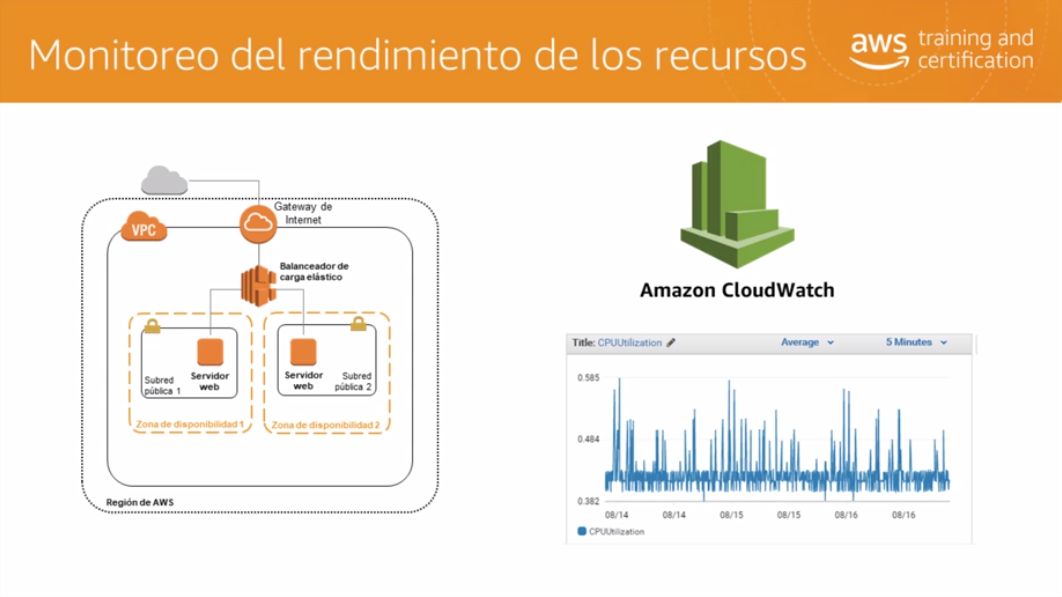 Monitoreo del rendimiento de los recursos
aws training and
certification
Gateway de
Internet
VPC
Balanceador de
carga elástico
Servidor
web
Subred
pública 1
Servidor
web
Subred
pública 2
Zona de disponibilidad 1
Zona de disponibilidad 2
Región de AWS
Amazon CloudWatch
Title: CPUUtilization
Average
5 Minutes
0.585
0.484
0.382
08/14
08/14
08/15
08/15
08/16
08/16
CPUUtilization